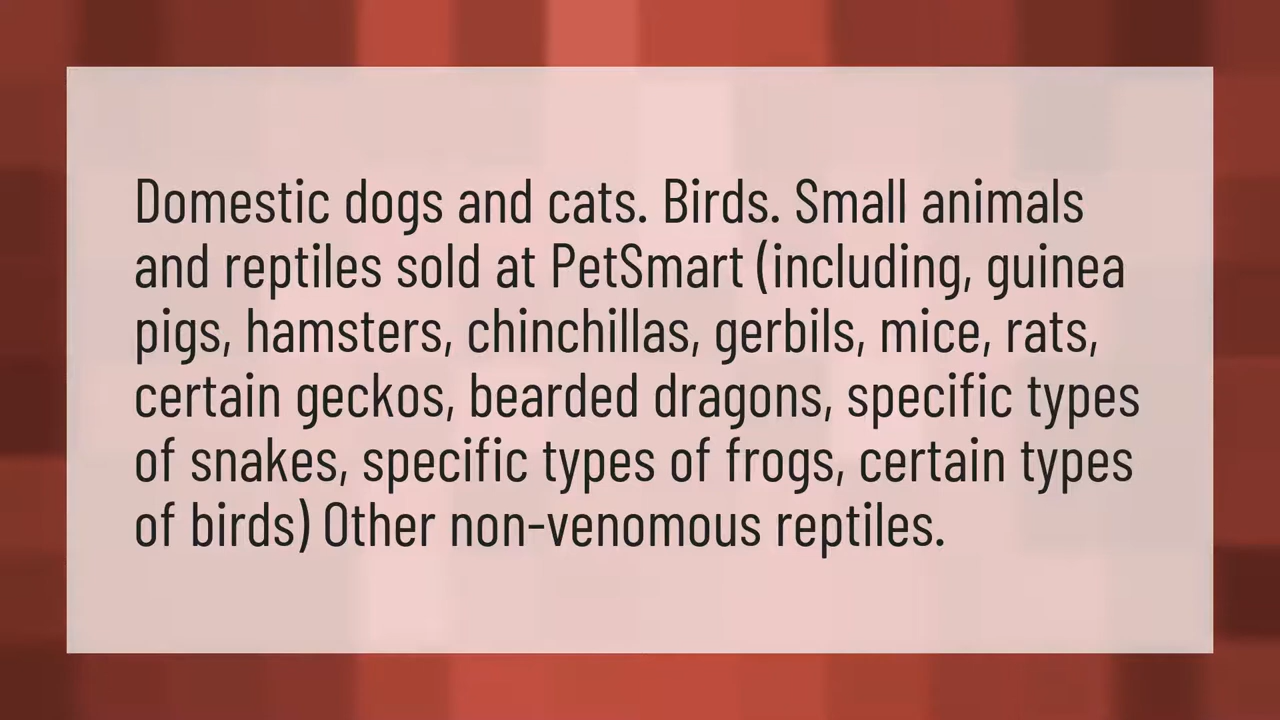 Domestic dogs and cats. Birds. Small animals
and reptiles sold at PetSmart (including, guinea
pigs, hamsters, chinchillas, gerbils, mice, rats,
certain geckos, bearded dragons, specific types
of snakes, specific types of frogs, certain types
of birds) Other non-venomous reptiles.